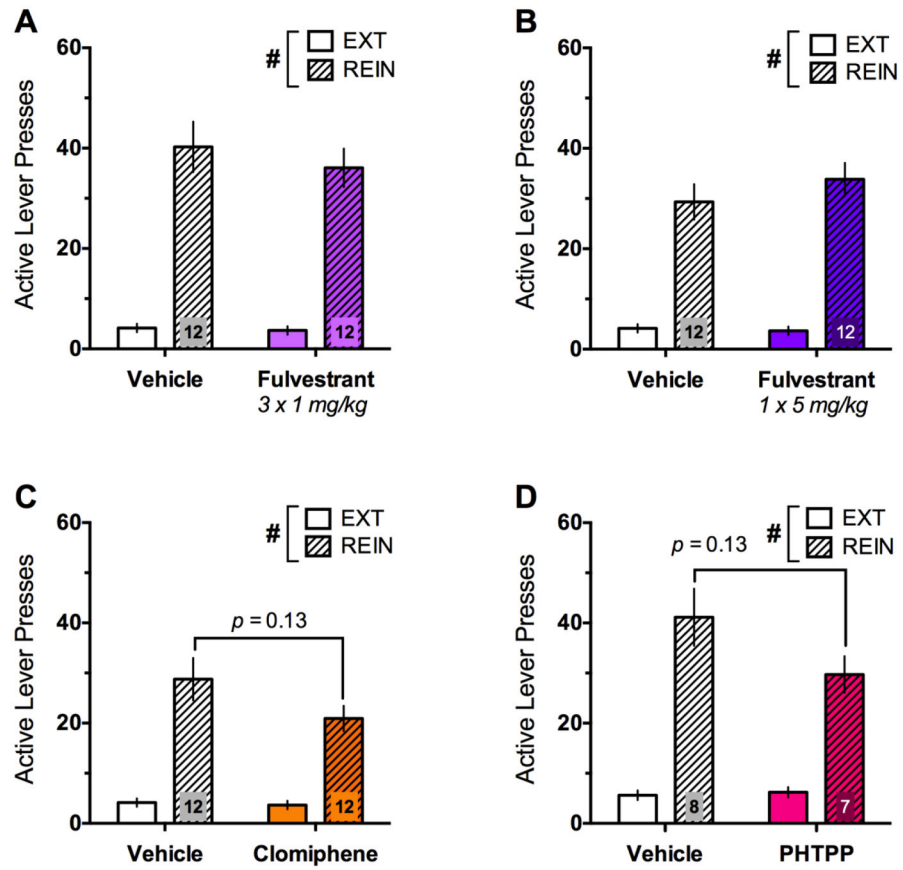 A
60
40
20
0
Active Lever Presses
# EXT
REIN
12
12
Vehicle
Fulvestrant
3 x 1 mg/kg
B
60
40
20
0
Active Lever Presses
# EXT
REIN
12
12
Vehicle
Fulvestrant
1 x 5 mg/kg
C
60
40
20
0
Active Lever Presses
# EXT
REIN
p = 0.13
12
12
Vehicle
Clomiphene
D
60
40
20
0
Active Lever Presses
# EXT
REIN
p = 0.13
8
7
Vehicle
PHTPP